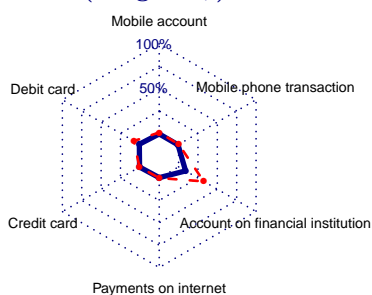 Mobile account
100%
Debit card
50%
Mobile phone transaction
Credit card
Account on financial institution
Payments on internet